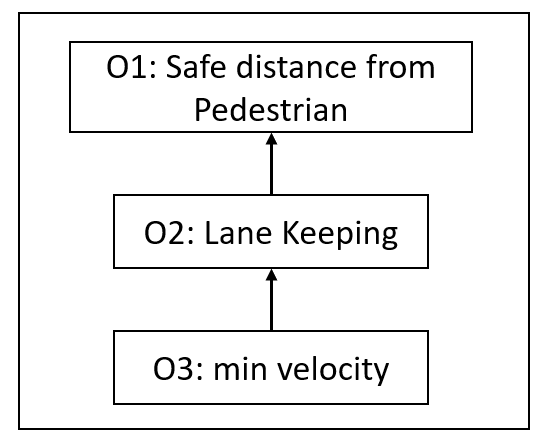 O1: Safe distance from
Pedestrian
O2: Lane Keeping
O3: min velocity